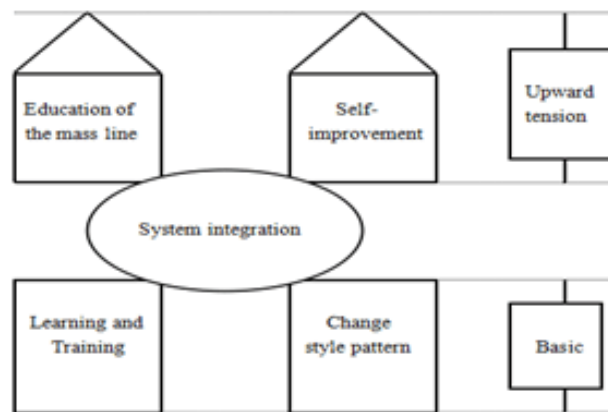 Education of
the mass line
Self-
improvement
Upward
tension
System integration
Learning and
Training
Change
style pattern
Basic